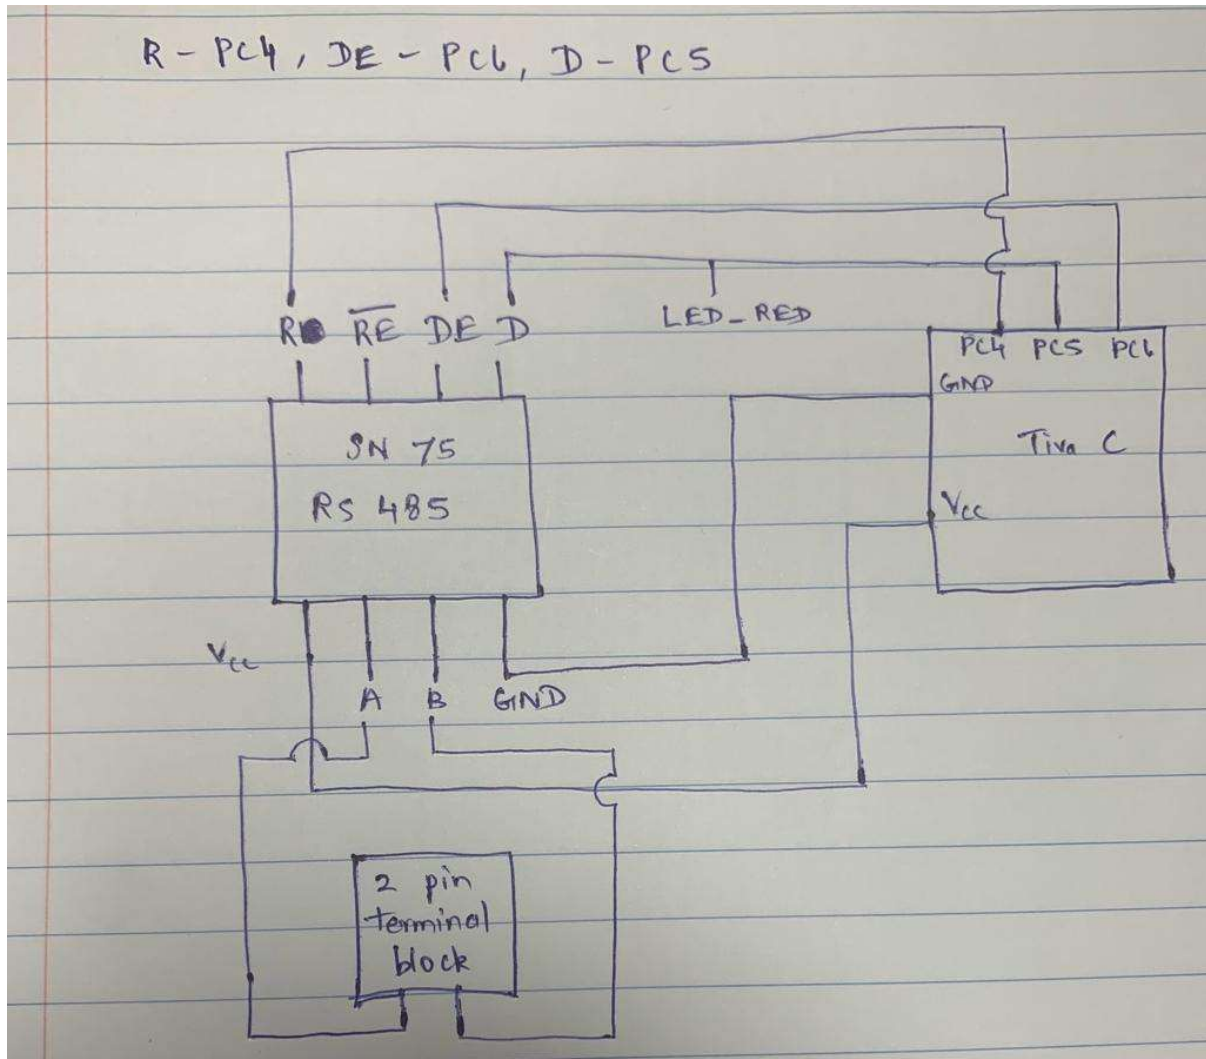 R - PC4, DE - PC6, D - PC5
R RE DE D
LED_RED
PC4 PC5 PC6
GND
Tiva C
Vcc
SN 75
RS 485
Vcc
A B GND
2 pin
terminal
block